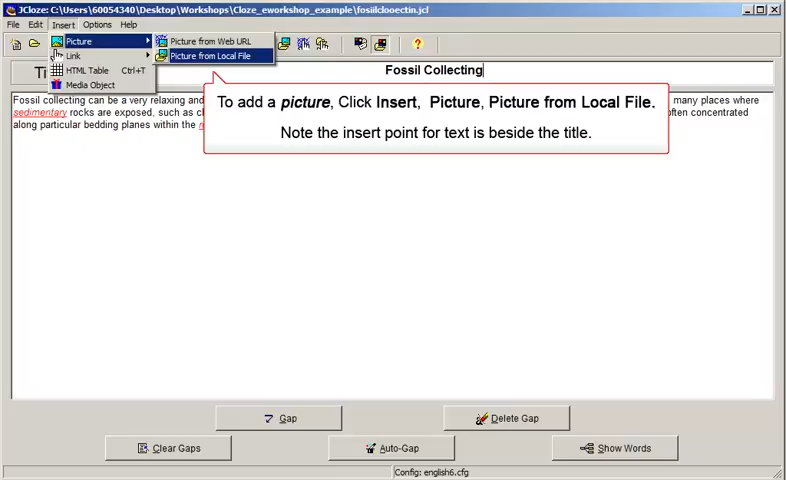 JCloze: C:\Users\60054340\Desktop\Workshops\Cloze_eworkshop_example\fosiilclooectin.jcl
File Edit Insert Options Help
Picture
Picture from Web URL
Link
Picture from Local File
HTML Table Ctrl+T
Media Object
Ti
Fossil Collecting
To add a picture, Click Insert, Picture, Picture from Local File.
Note the insert point for text is beside the title.
Fossil collecting can be a very relaxing and many places where
sedimentary rocks are exposed, such as often concentrated
along particular bedding planes within the
Gap
Delete Gap
Clear Gaps
Auto-Gap
Show Words
Config: english6.cfg